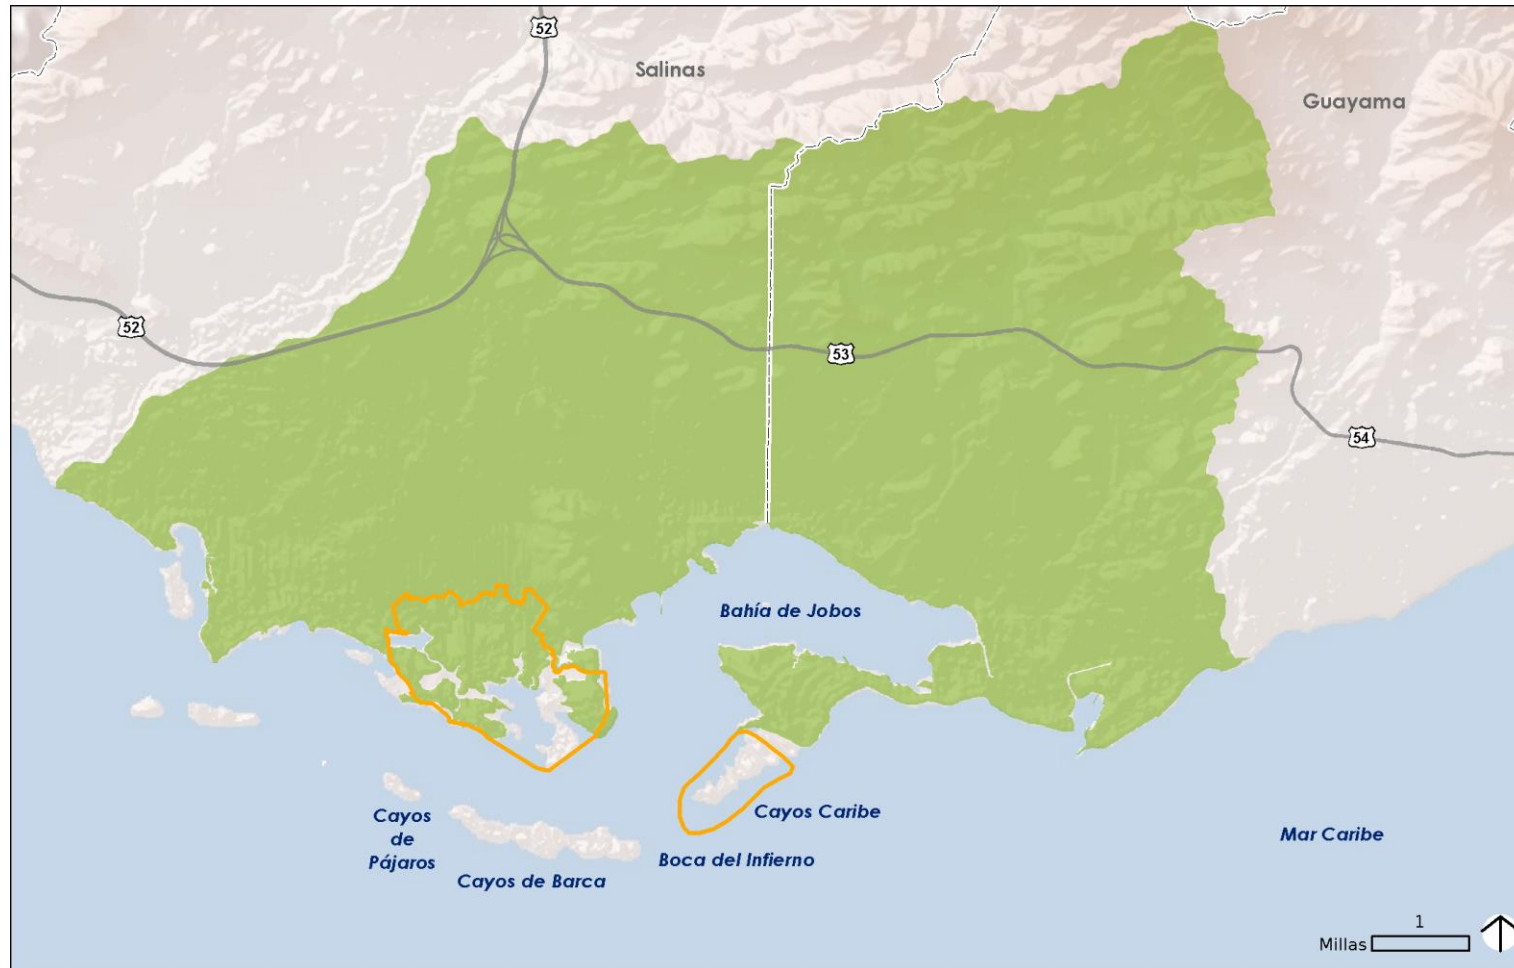 52
Salinas
Guayama
52
53
54
Bahía de Jobos
Cayos
de
Pájaros
Cayos Caribe
Mar Caribe
Boca del Infierno
Cayos de Barca
1
Millas